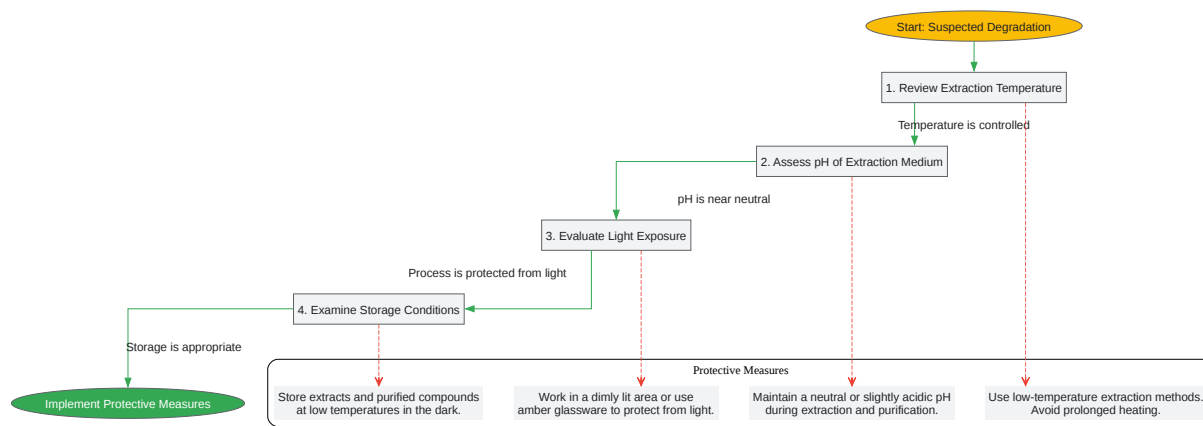 Start: Suspected Degradation
1. Review Extraction Temperature
Temperature is controlled
2. Assess pH of Extraction Medium
pH is near neutral
3. Evaluate Light Exposure
Process is protected from light
4. Examine Storage Conditions
Storage is appropriate
Implement Protective Measures
Protective Measures
Store extracts and purified compounds
at low temperatures in the dark.
Work in a dimly lit area or use
amber glassware to protect from light.
Maintain a neutral or slightly acidic pH
during extraction and purification.
Use low-temperature extraction methods.
Avoid prolonged heating.